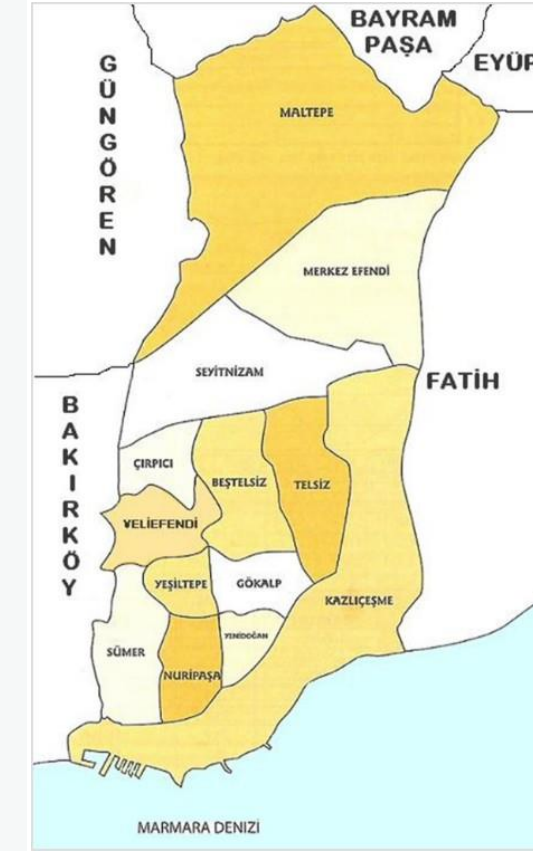 BAYRAM
PAŞA
EYÜP
GÜNGÖREN
MALTEPE
MERKEZ EFENDİ
SEYİTNİZAM
FATİH
BAKIRKÖY
ÇIRPICI
BEŞTELSİZ
TELSİZ
VELİEFENDİ
YEŞİLTEPE
GÖKALP
KAZLIÇEŞME
YENİDOĞAN
SÜMER
NURİPAŞA
MARMARA DENİZİ